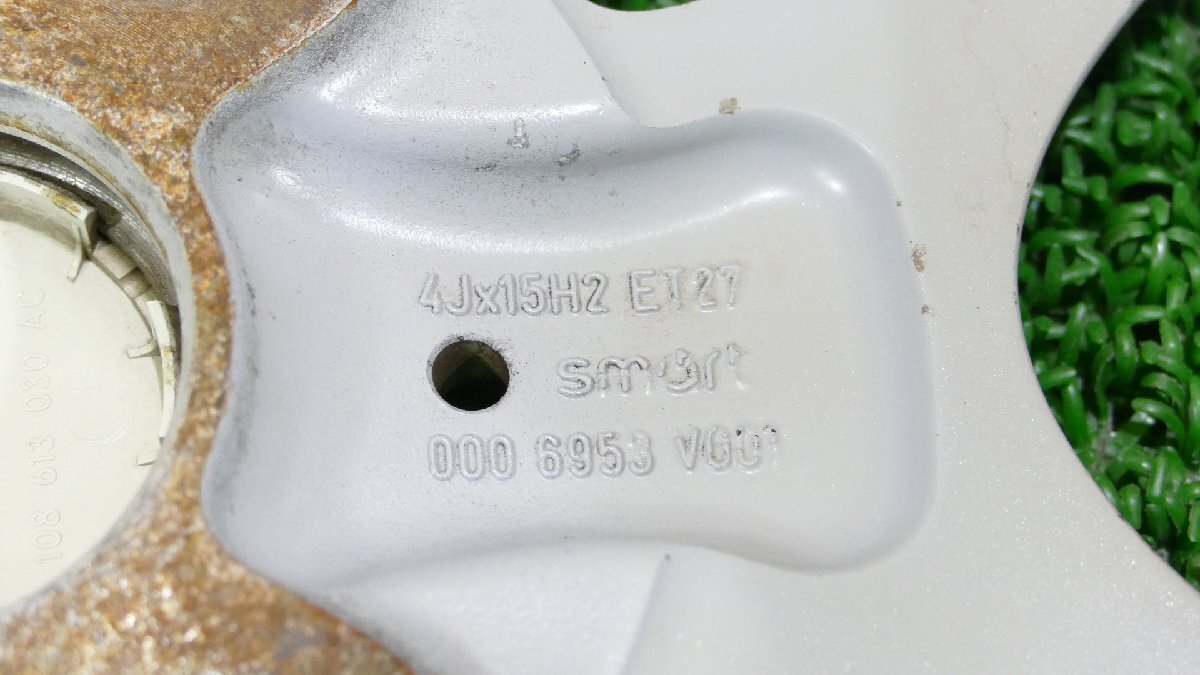 4Jx15H2 ET27
smart
000 6953 V001
108 613 030 AC